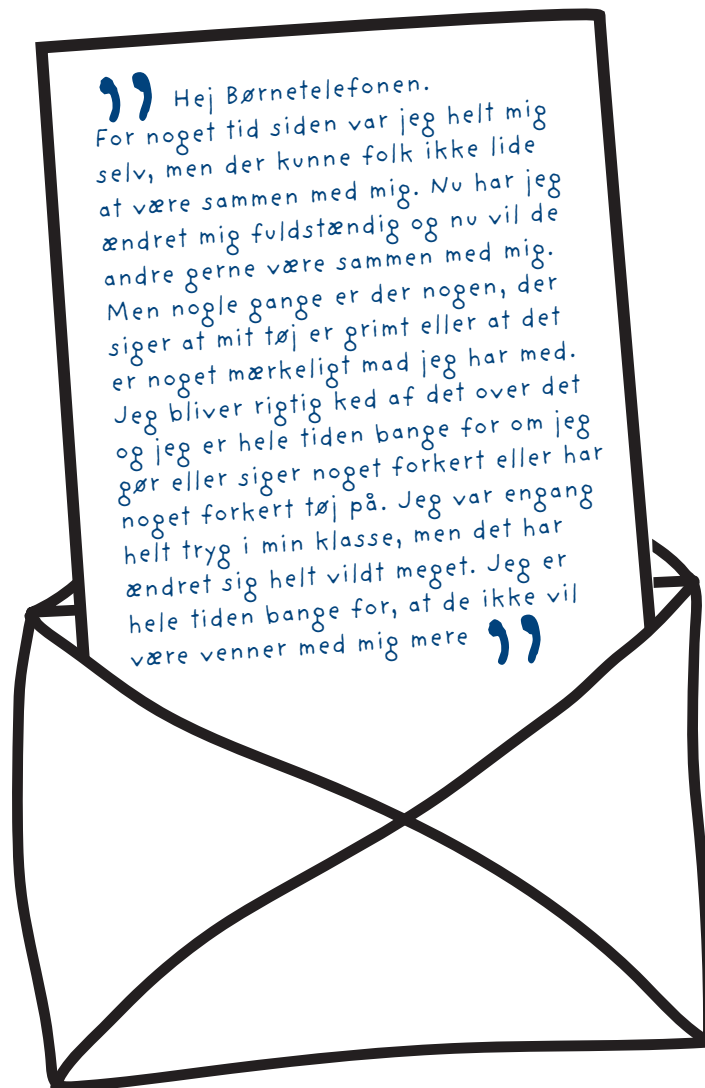 ” Hej Børnetelefonen.
For noget tid siden var jeg helt mig
selv, men der kunne folk ikke lide
at være sammen med mig. Nu har jeg
ændret mig fuldstændig og nu vil de
andre gerne være sammen med mig.
Men nogle gange er der nogen, der
siger at mit tøj er grimt eller at det
er noget mærkeligt mad jeg har med.
Jeg bliver rigtig ked af det over det
og jeg er hele tiden bange for om jeg
gør eller siger noget forkert eller har
noget forkert tøj på. Jeg var engang
helt tryg i min klasse, men det har
ændret sig helt vildt meget. Jeg er
hele tiden bange for, at de ikke vil
være venner med mig mere ”